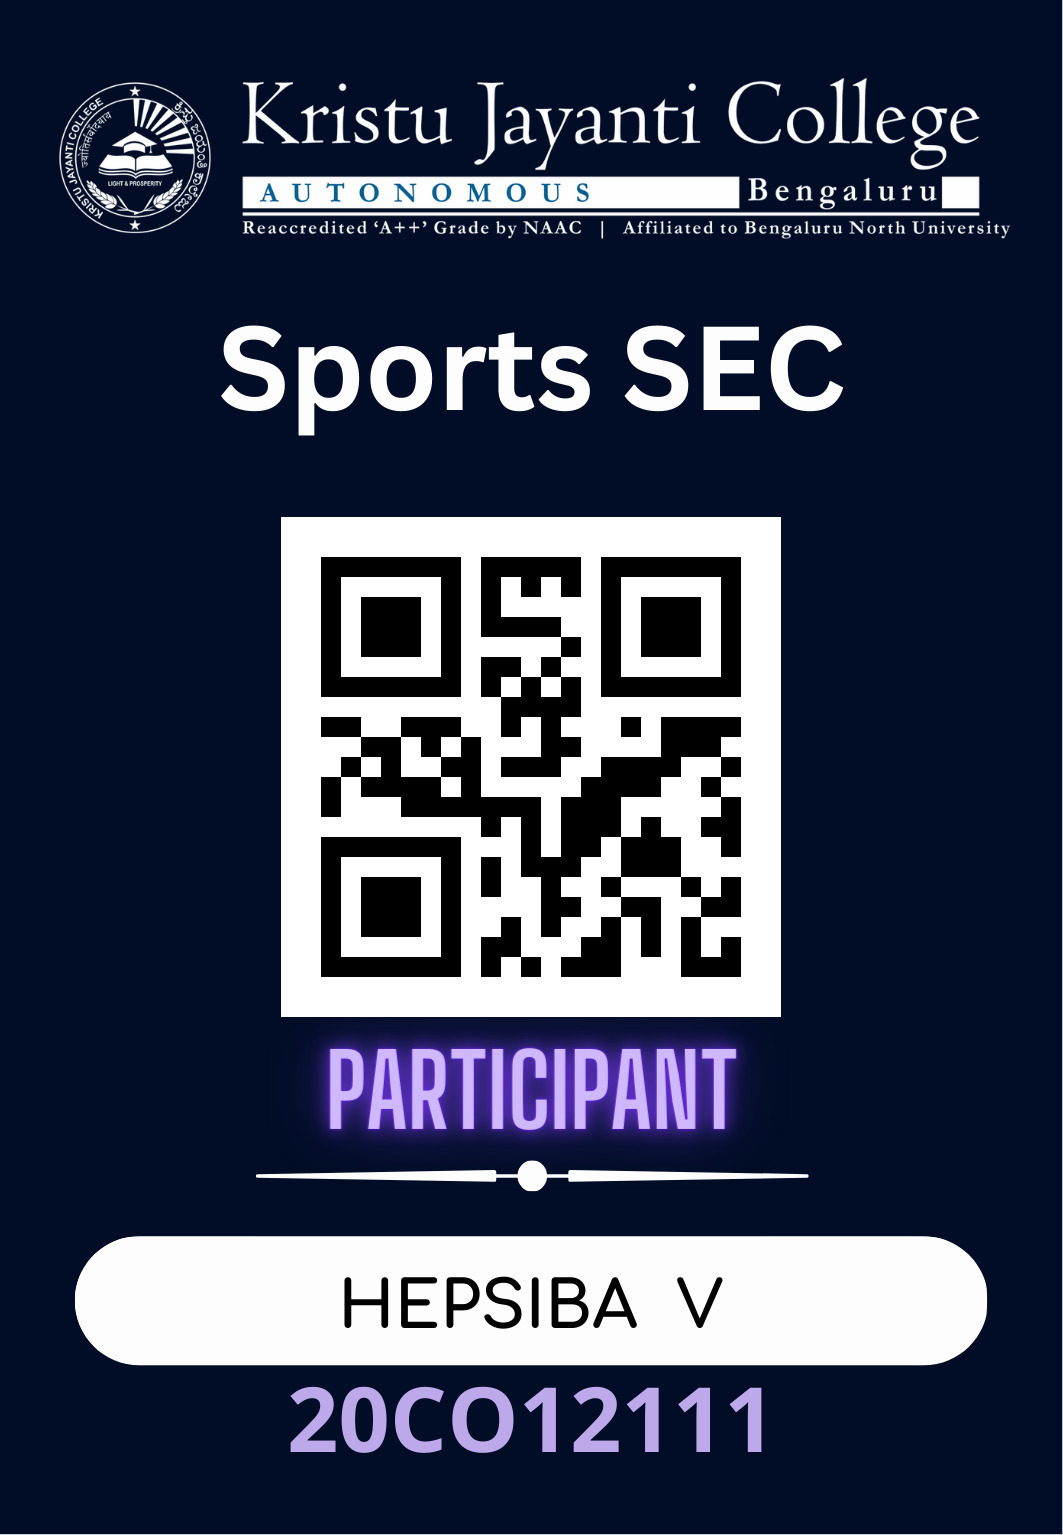 KRISTU JAYANTI COLLEGE
ज्योतिसंवादयाय
LIGHT & PROSPERITY
Kristu Jayanti College
AUTONOMOUS Bengaluru
Reaccredited ‘A++’ Grade by NAAC | Affiliated to Bengaluru North University
Sports SEC
PARTICIPANT
HEPSIBA V
20CO12111